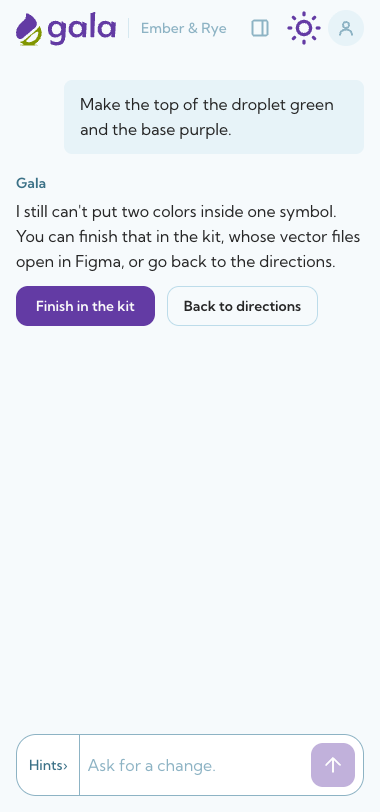 gala
Ember & Rye
Make the top of the droplet green
and the base purple.
Gala
I still can't put two colors inside one symbol.
You can finish that in the kit, whose vector files
open in Figma, or go back to the directions.
Finish in the kit
Back to directions
Hints›
Ask for a change.